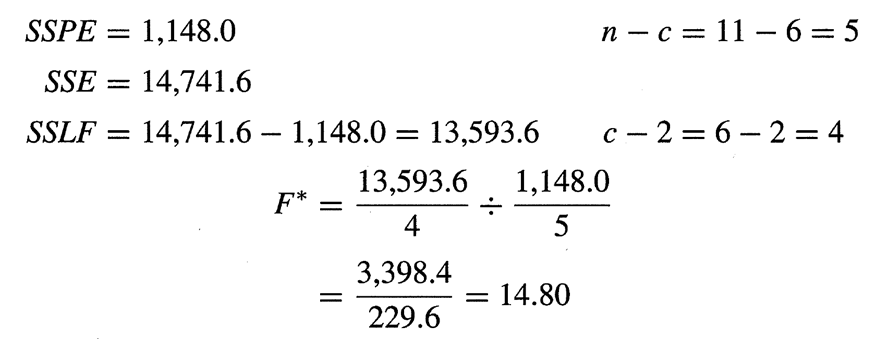 SSPE = 1,148.0 n − c = 11 − 6 = 5
SSE = 14,741.6
SSLF = 14,741.6 − 1,148.0 = 13,593.6 c − 2 = 6 − 2 = 4
F* = 13,593.6/4 ÷ 1,148.0/5
= 3,398.4/229.6 = 14.80